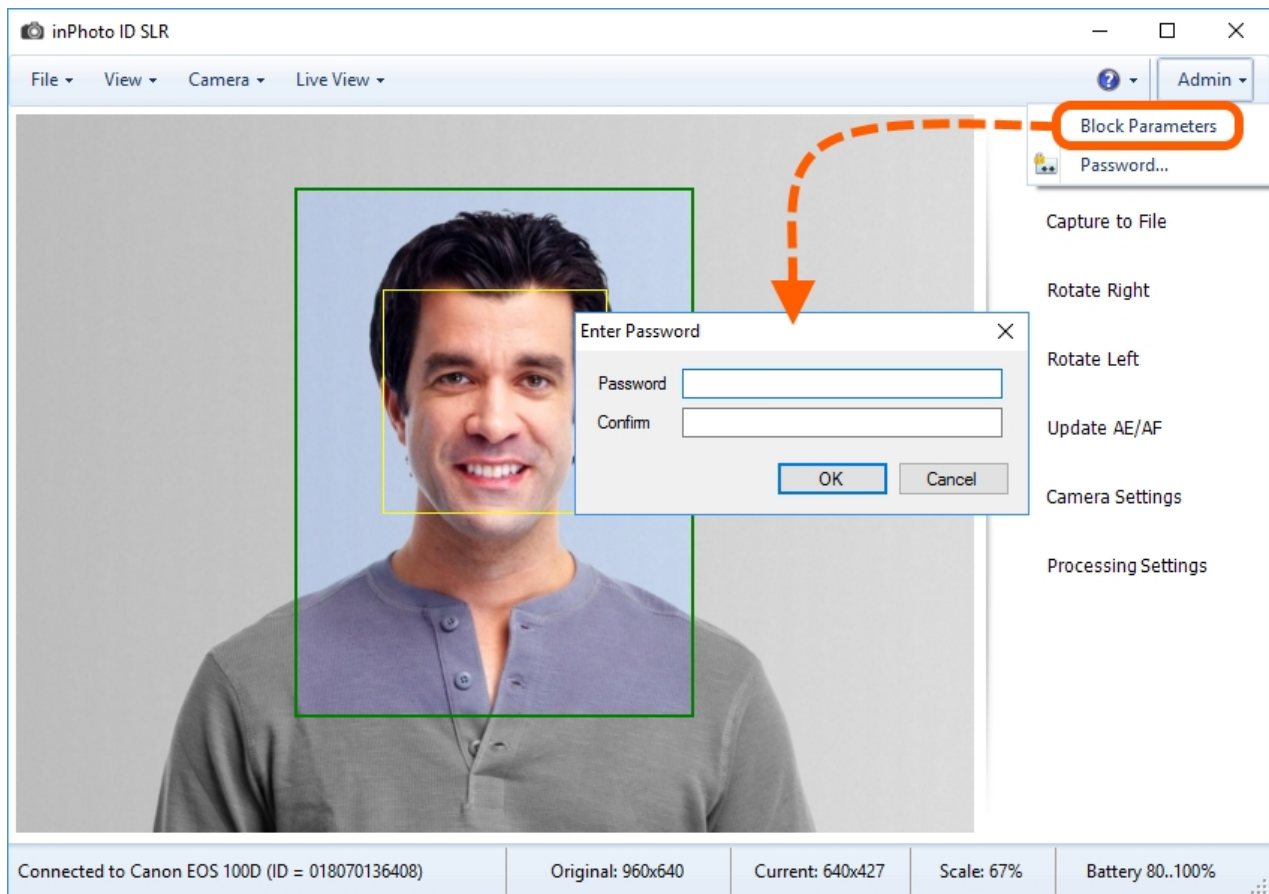 inPhoto ID SLR
File View Camera Live View Admin
Block Parameters
Password...
Capture to File
Rotate Right
Rotate Left
Update AE/AF
Camera Settings
Processing Settings
Enter Password
Password
Confirm
OK Cancel
Connected to Canon EOS 100D (ID = 018070136408) Original: 960x640 Current: 640x427 Scale: 67% Battery 80..100%